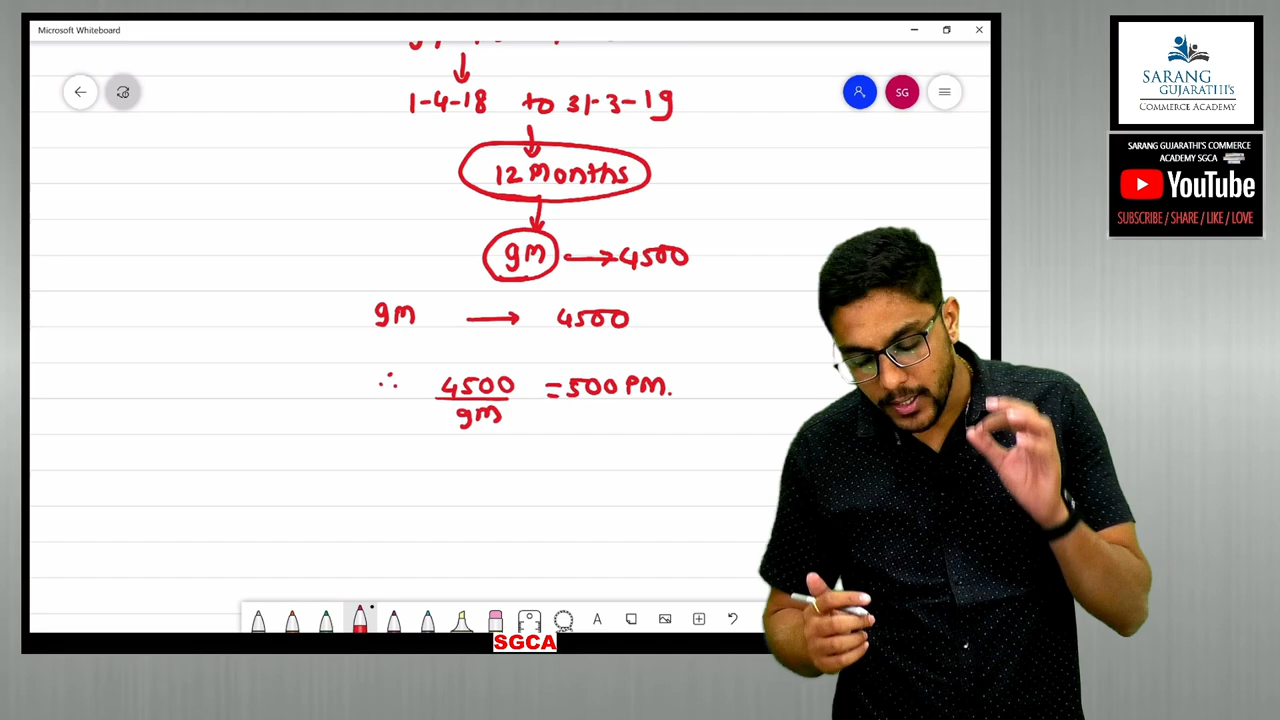 Microsoft Whiteboard
1-4-18 to 31-3-19
12 Months
9m → 4500
9m → 4500
∴ 4500
9m
= 500 PM.
SG
SARANG
GUJARATHI'S
COMMERCE ACADEMY
SARANG GUJARATHI'S COMMERCE
ACADEMY SGCA
YouTube
SUBSCRIBE / SHARE / LIKE / LOVE
A
SGCA